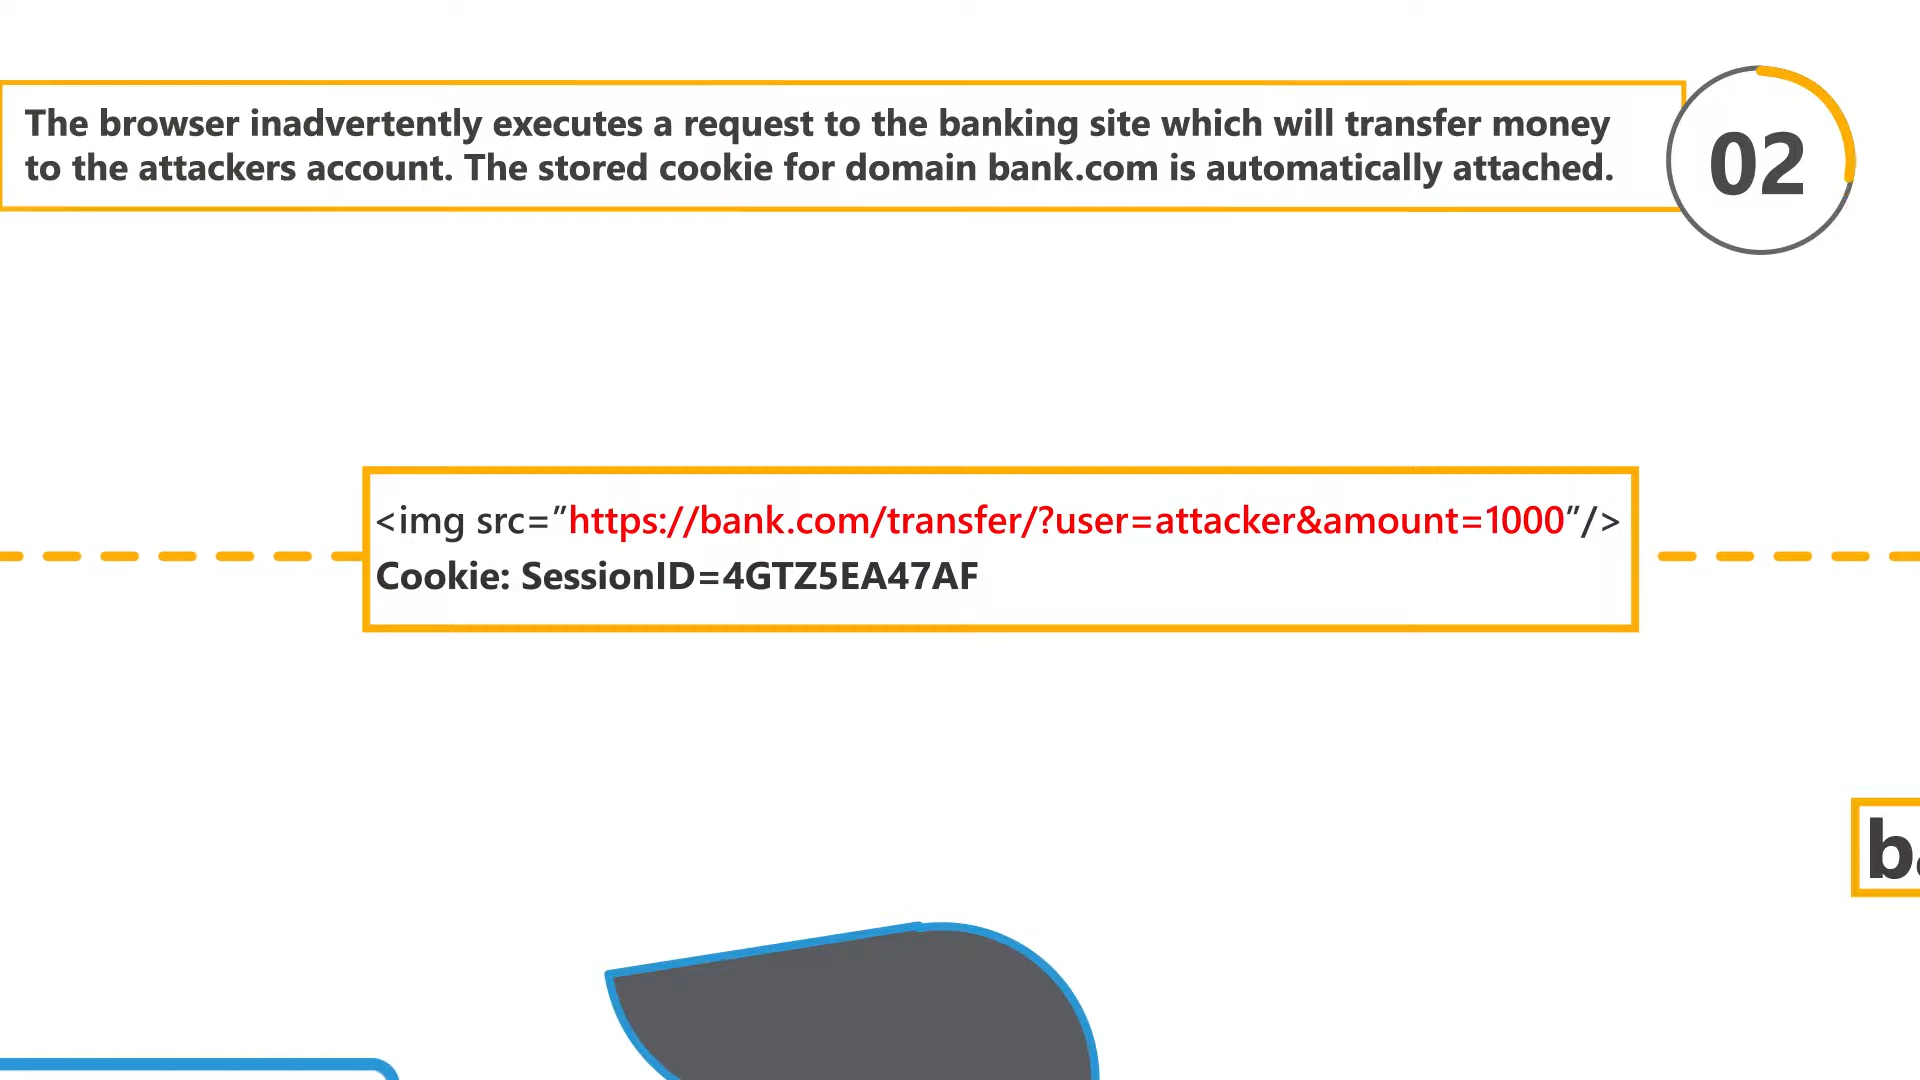 The browser inadvertently executes a request to the banking site which will transfer money
to the attackers account. The stored cookie for domain bank.com is automatically attached.
02
<img src=”https://bank.com/transfer/?user=attacker&amount=1000”/>
Cookie: SessionID=4GTZ5EA47AF